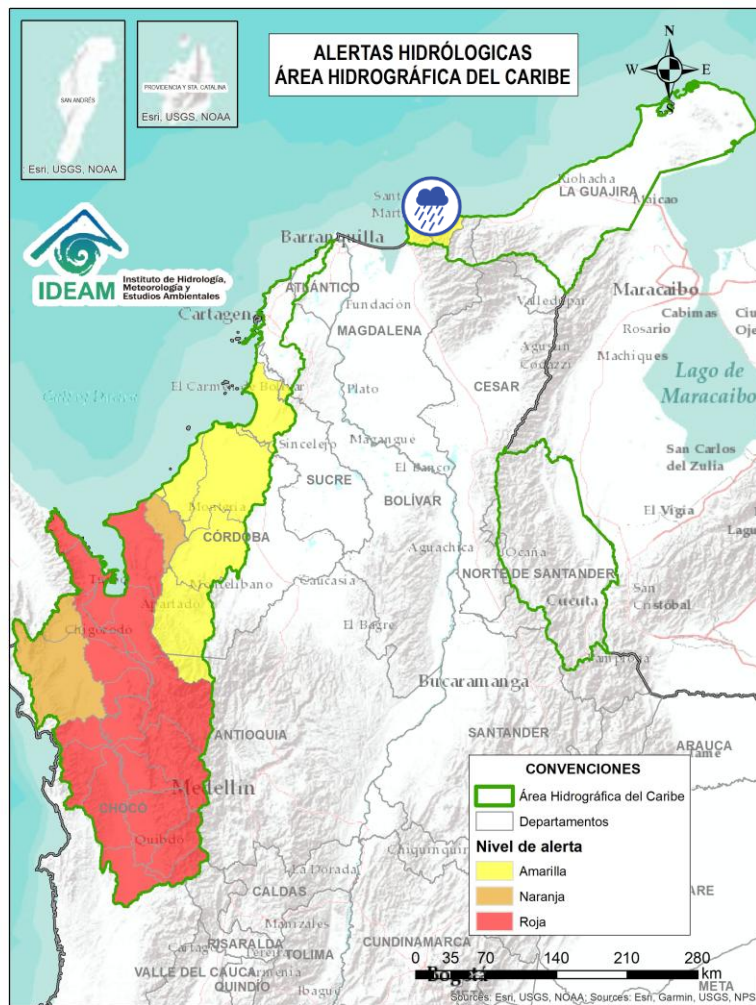 ALERTAS HIDRÓLOGICAS
ÁREA HIDROGRÁFICA DEL CARIBE
SAN ANDRÉS
: Esri, USGS, NOAA
PROVIDENCIA Y STA. CATALINA
Esri, USGS, NOAA
N
W
E
S
IDEAM
Instituto de Hidrología,
Meteorología y
Estudios Ambientales
Riohacha
LA GUAJIRA
Maicao
Barranquilla
ATLÁNTICO
Fundación
Valledupar
Maracaibo
Cartagena
MAGDALENA
Cabimas
Rosario
Agustín
Codazzi
Machiques
CESAR
Lago de
Maracaibo
El Carmen de Bolívar
Plato
Sincelejo
Magangue
San Carlos
del Zulia
El Banco
SUCRE
BOLÍVAR
Montería
El Vigía
CÓRDOBA
Aguachica
Ocaña
Montelibano
Caucasia
NORTE DE SANTANDER
Apartadó
Cúcuta
San
Cristóbal
Chigorodó
El Bagre
Pamplona
Bucaramanga
ANTIOQUIA
SANTANDER
ARAUCA
Medellín
CHOCÓ
Quibdó
La Dorada
CALDAS
Manizales
RISARALDA
TOLIMA
CUNDINAMARCA
VALLE DEL CAUCA
Armenia
QUINDÍO
Ibagué
Bogotá
META
CONVENCIONES
Área Hidrográfica del Caribe
Departamentos
Nivel de alerta
Amarilla
Naranja
Roja
0 35 70 140 210 280
km
Sources: Esri, USGS, NOAA; Sources: Esri, Garmin, USGS, NPS